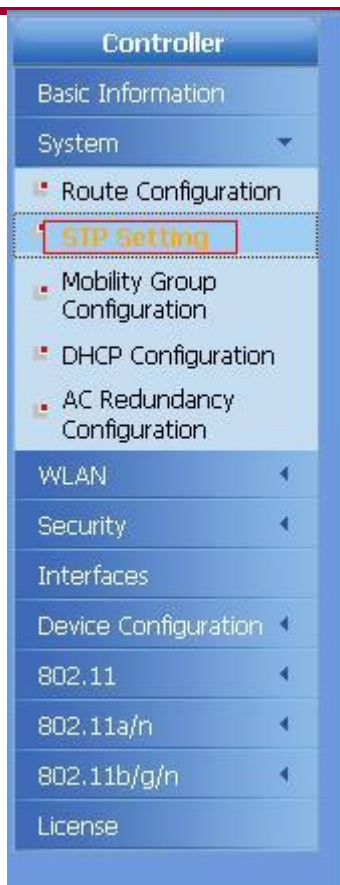 Controller
Basic Information
System
Route Configuration
STP Setting
Mobility Group
Configuration
DHCP Configuration
AC Redundancy
Configuration
WLAN
Security
Interfaces
Device Configuration
802.11
802.11a/n
802.11b/g/n
License